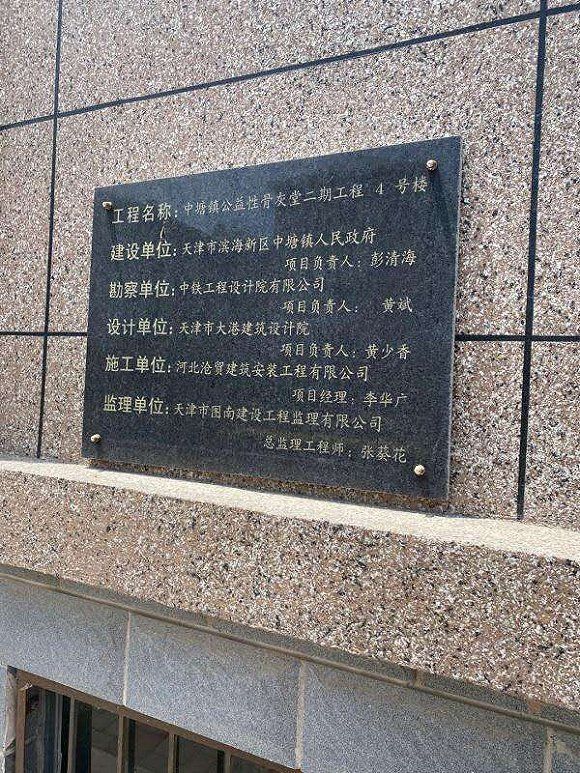 工程名称：中塘镇公益性骨灰堂二期工程 4 号楼
建设单位：天津市滨海新区中塘镇人民政府
项目负责人：彭清海
勘察单位：中铁工程设计院有限公司
项目负责人：黄斌
设计单位：天津市大港建筑设计院
项目负责人：黄少香
施工单位：河北沧贸建筑安装工程有限公司
项目经理：李华广
监理单位：天津市图南建设工程监理有限公司
总监理工程师：张葵花